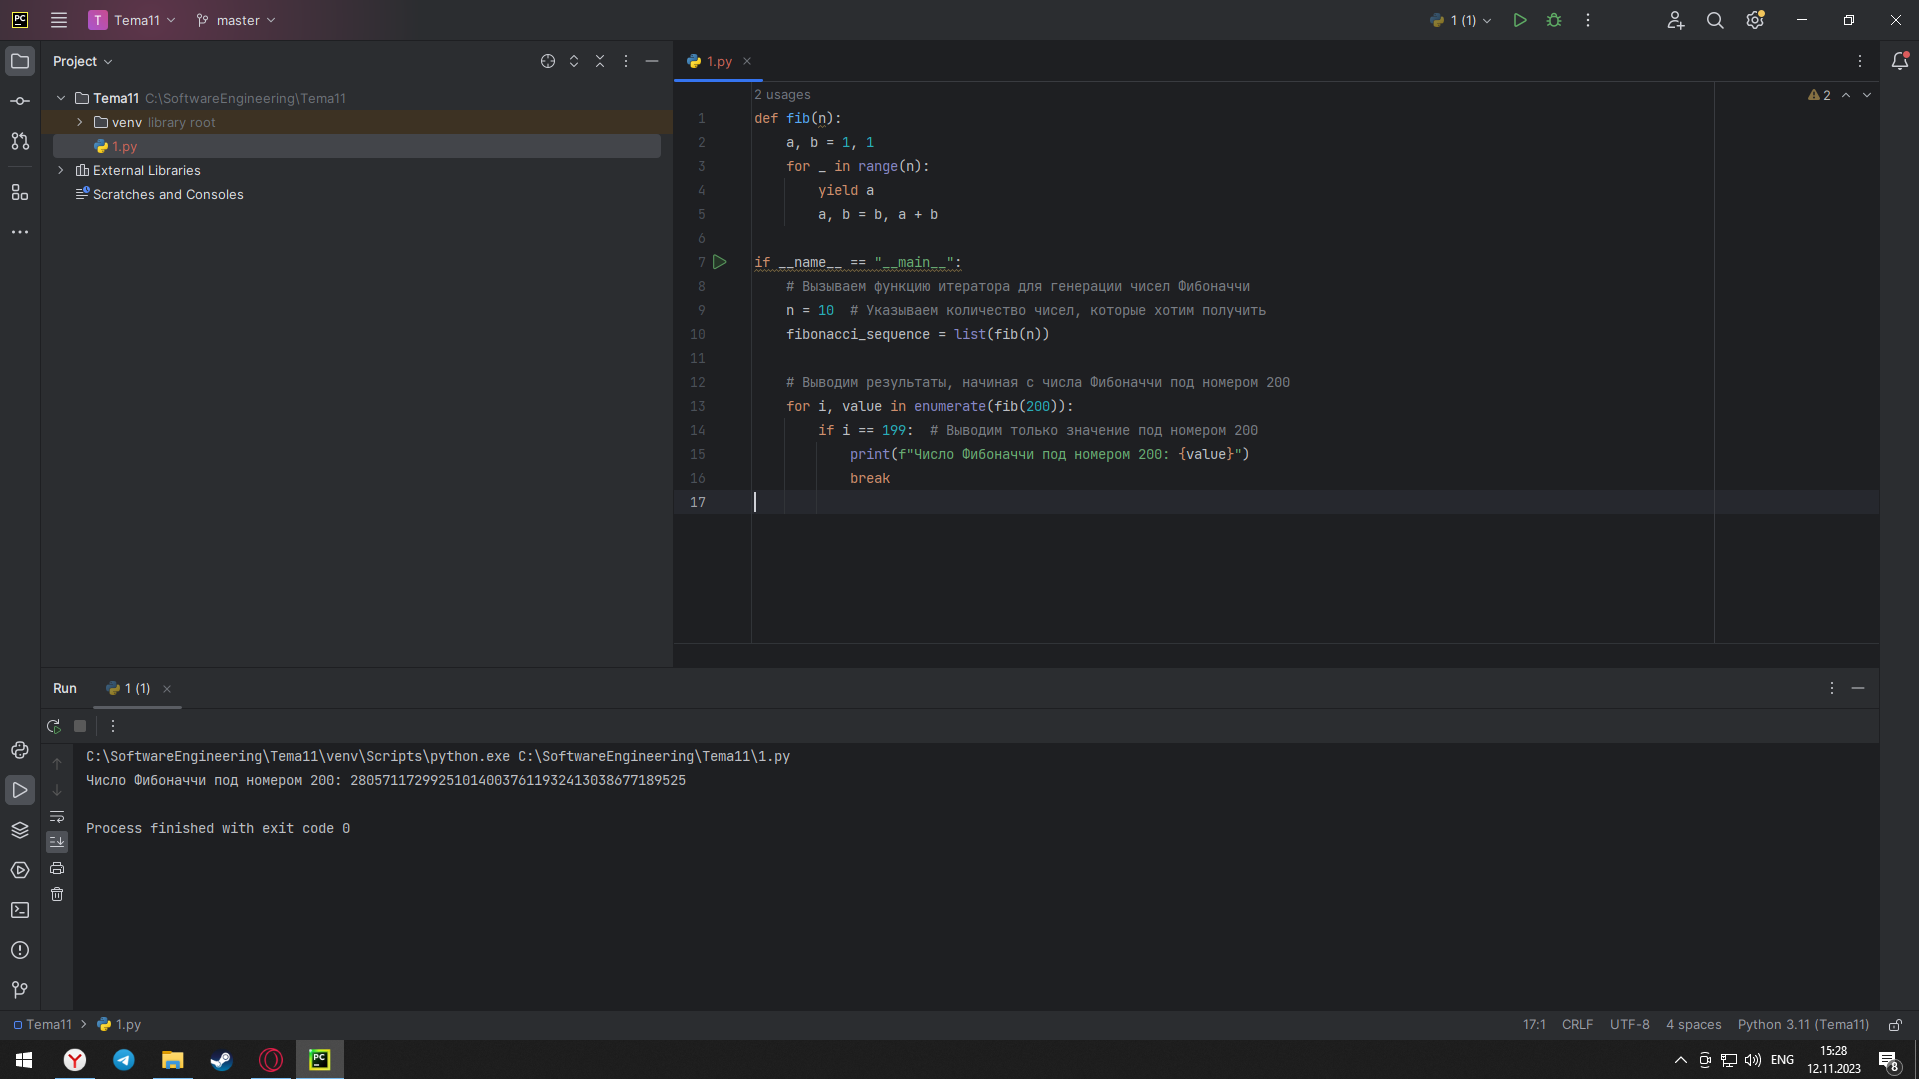 PC T Tema11 master 1 (1)
Project
Tema11 C:\SoftwareEngineering\Tema11
venv library root
1.py
External Libraries
Scratches and Consoles
1.py
2 usages
2
1 def fib(n):
2     a, b = 1, 1
3     for _ in range(n):
4         yield a
5         a, b = b, a + b
6
7 if __name__ == "__main__":
8     # Вызываем функцию итератора для генерации чисел Фибоначчи
9     n = 10  # Указываем количество чисел, которые хотим получить
10     fibonacci_sequence = list(fib(n))
11
12     # Выводим результаты, начиная с числа Фибоначчи под номером 200
13     for i, value in enumerate(fib(200)):
14         if i == 199:  # Выводим только значение под номером 200
15             print(f"Число Фибоначчи под номером 200: {value}")
16             break
17
Run 1 (1)
C:\SoftwareEngineering\Tema11\venv\Scripts\python.exe C:\SoftwareEngineering\Tema11\1.py
Число Фибоначчи под номером 200: 280571172992510140037611932413038677189525
Process finished with exit code 0
Tema11 1.py 17:1 CRLF UTF-8 4 spaces Python 3.11 (Tema11)
Y PC ENG 15:28
12.11.2023
8